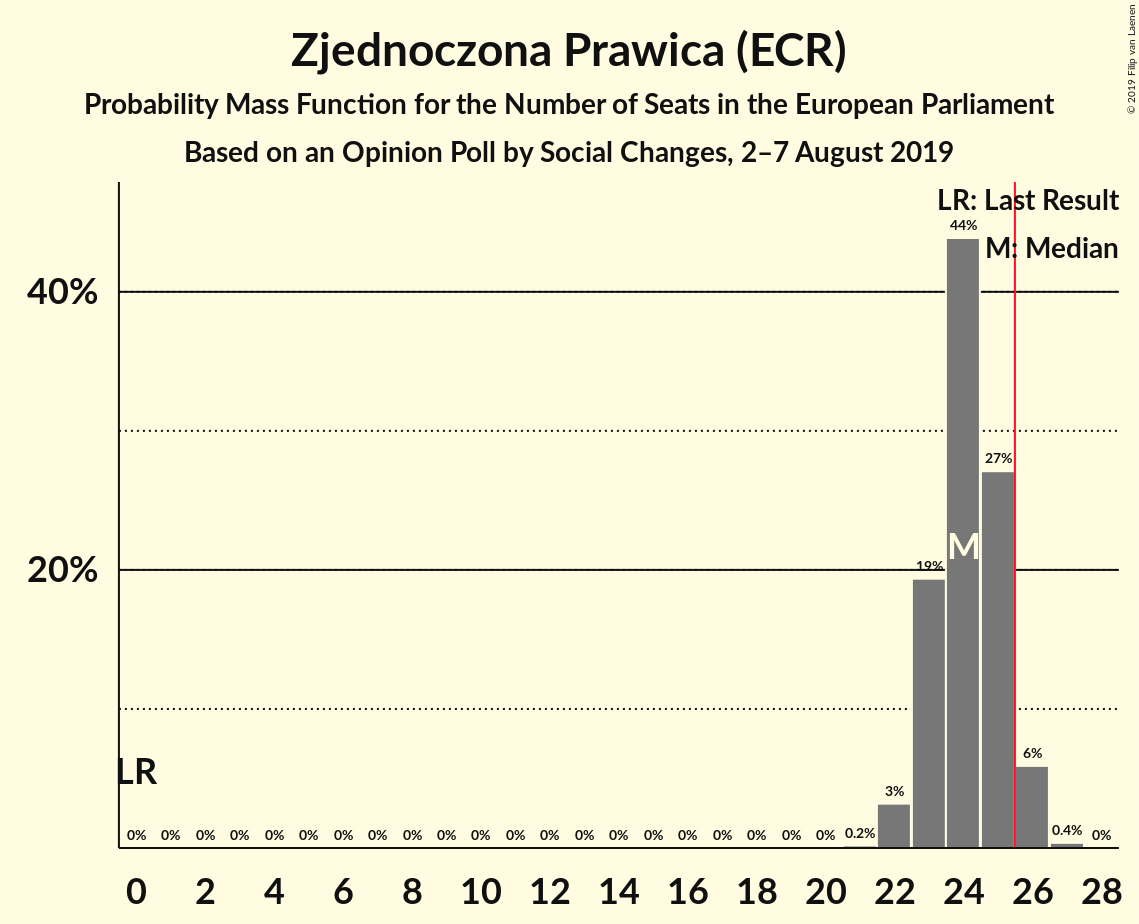 Zjednoczona Prawica (ECR)
Probability Mass Function for the Number of Seats in the European Parliament
Based on an Opinion Poll by Social Changes, 2–7 August 2019
© 2019 Filip van Laenen
LR: Last Result
M: Median
44%
40%
27%
M
20%
19%
LR
6%
3%
0% 0% 0% 0% 0% 0% 0% 0% 0% 0% 0% 0% 0% 0% 0% 0% 0% 0% 0% 0% 0% 0.2% 0.4% 0%
0 2 4 6 8 10 12 14 16 18 20 22 24 26 28